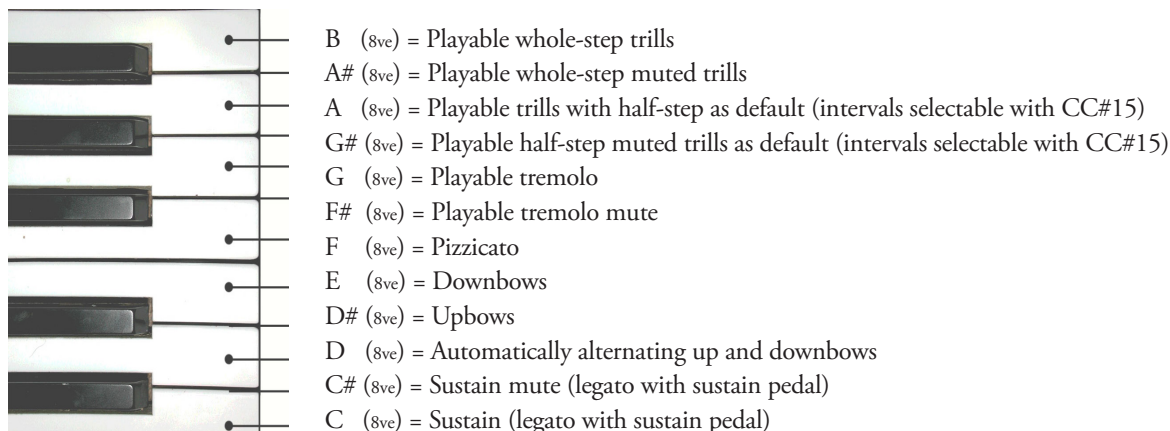 B (8ve) = Playable whole-step trills
A# (8ve) = Playable whole-step muted trills
A (8ve) = Playable trills with half-step as default (intervals selectable with CC#15)
G# (8ve) = Playable half-step muted trills as default (intervals selectable with CC#15)
G (8ve) = Playable tremolo
F# (8ve) = Playable tremolo mute
F (8ve) = Pizzicato
E (8ve) = Downbows
D# (8ve) = Upbows
D (8ve) = Automatically alternating up and downbows
C# (8ve) = Sustain mute (legato with sustain pedal)
C (8ve) = Sustain (legato with sustain pedal)